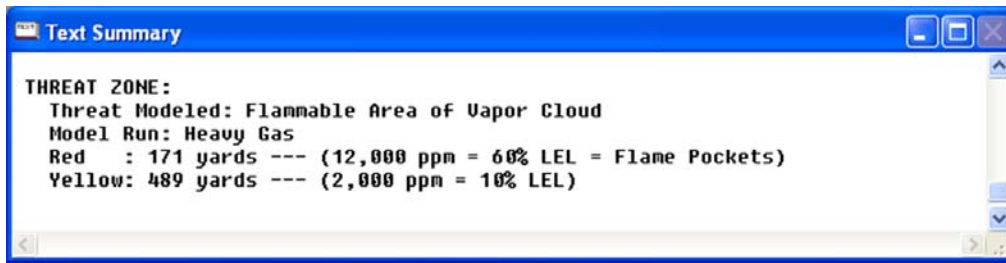 Text Summary
THREAT ZONE:
Threat Modeled: Flammable Area of Vapor Cloud
Model Run: Heavy Gas
Red   : 171 yards --- (12,000 ppm = 60% LEL = Flame Pockets)
Yellow: 489 yards --- (2,000 ppm = 10% LEL)